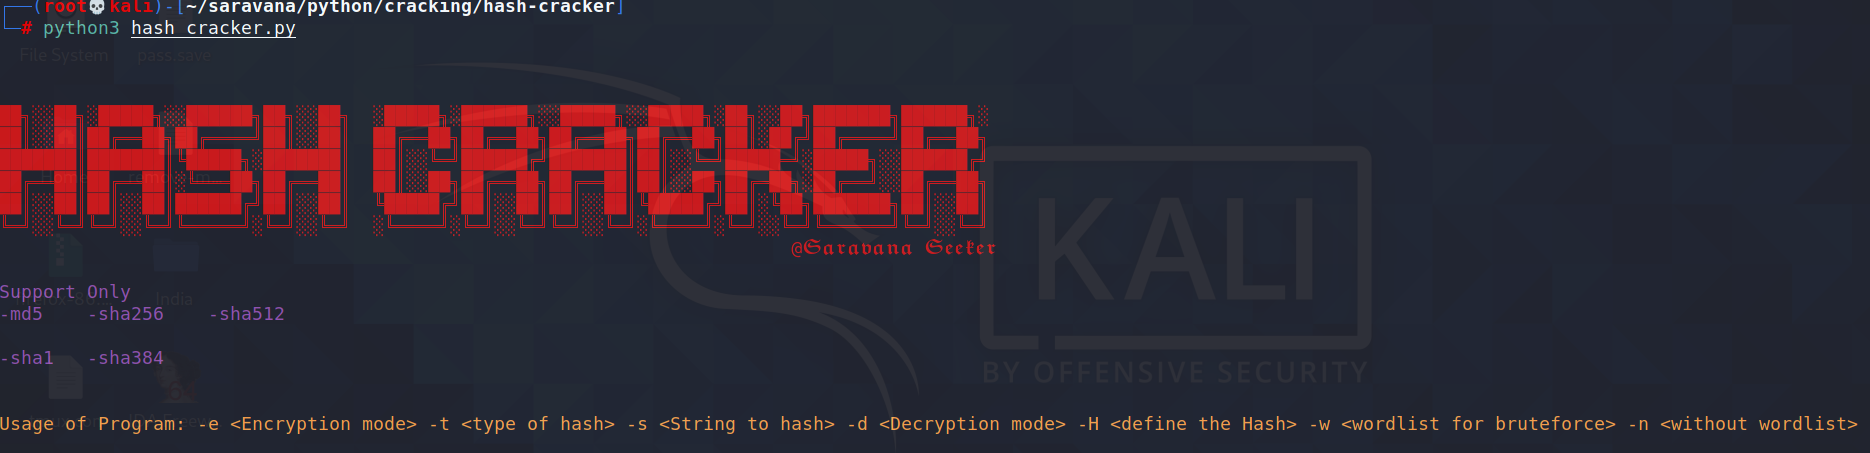 (root💀kali)-[~/saravana/python/cracking/hash-cracker]
# python3 hash_cracker.py
File System pass.save
HASH CRACKER
@Saravana Seeker
Support Only
India
-md5 -sha256 -sha512
-sha1 -sha384
Usage of Program: -e <Encryption mode> -t <type of hash> -s <String to hash> -d <Decryption mode> -H <define the Hash> -w <wordlist for bruteforce> -n <without wordlist>
KALI
BY OFFENSIVE SECURITY